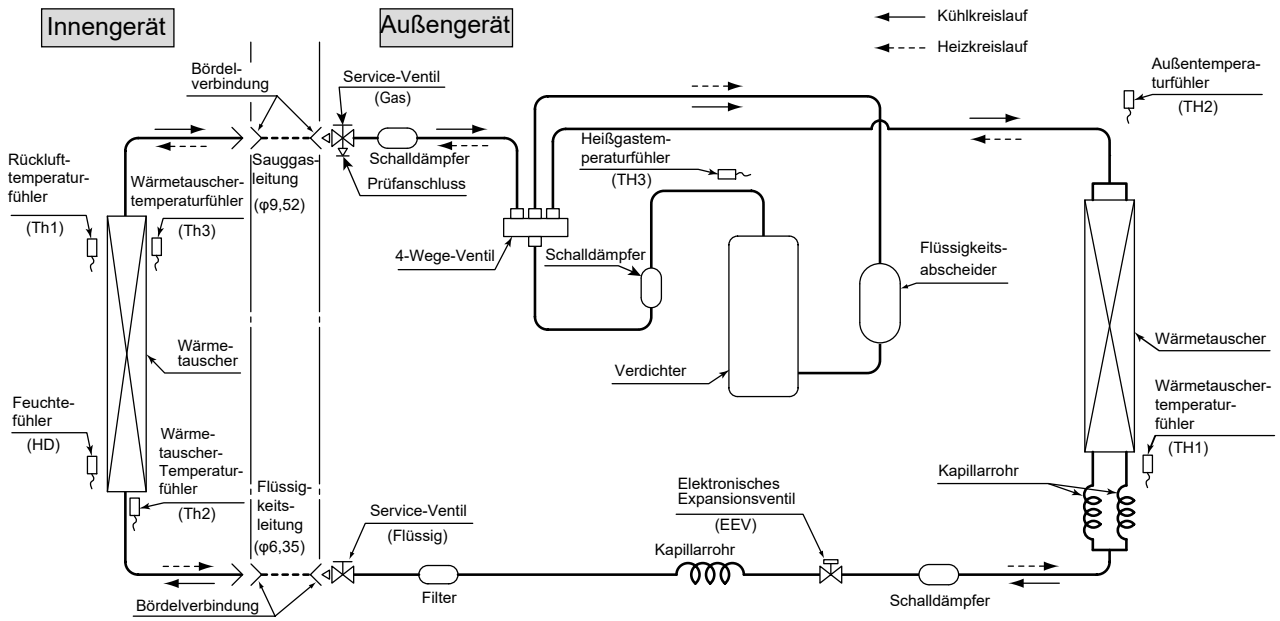 Innengerät
Außengerät
Kühlkreislauf
Heizkreislauf
Bördel-
verbindung
Service-Ventil
(Gas)
Außentempera-
turfühler
(TH2)
Rückluft-
temperatur-
fühler
(Th1)
Wärmetauscher-
temperaturfühler
(Th3)
Sauggas-
leitung
(φ9,52)
Schalldämpfer
Prüfanschluss
Heißgastem-
peraturfühler
(TH3)
4-Wege-Ventil
Schalldämpfer
Flüssigkeits-
abscheider
Wärme-
tauscher
Verdichter
Wärmetauscher
Feuchte-
fühler
(HD)
Wärme-
tauscher-
Temperatur-
fühler
(Th2)
Flüssig-
keits-
leitung
(φ6,35)
Service-Ventil
(Flüssig)
Elektronisches
Expansionsventil
(EEV)
Kapillarrohr
Wärmetauscher-
temperatur-
fühler
(TH1)
Kapillarrohr
Bördelverbindung
Filter
Schalldämpfer